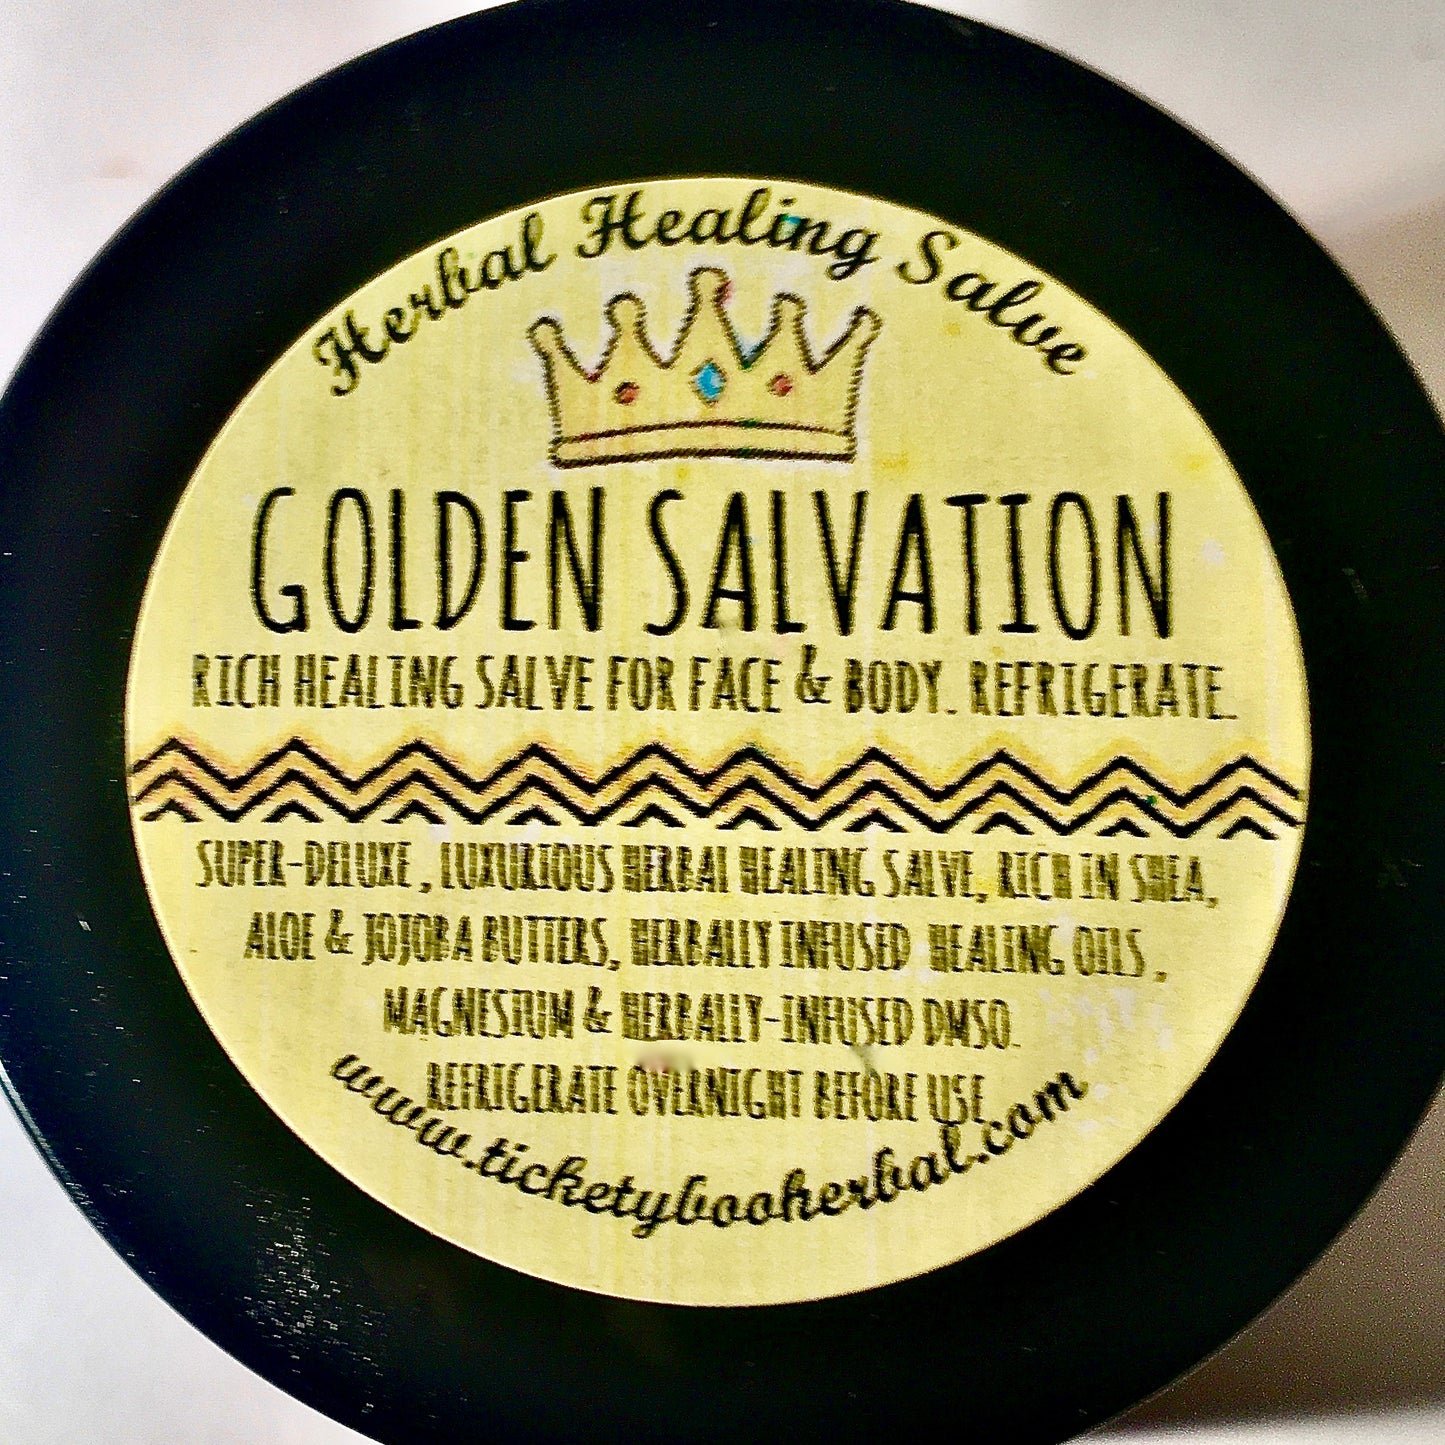 Herbal Healing Salve
GOLDEN SALVATION
RICH HEALING SALVE FOR FACE & BODY. REFRIGERATE.
SUPER-DELUXE, LUXURIOUS HERBAL HEALING SALVE, RICH IN SHEA,
ALOE & JOJOBA BUTTERS, HERBALLY INFUSED HEALING OILS,
MAGNESIUM & HERBALLY-INFUSED DMSO.
REFRIGERATE OVERNIGHT BEFORE USE
www.ticketybooherbal.com